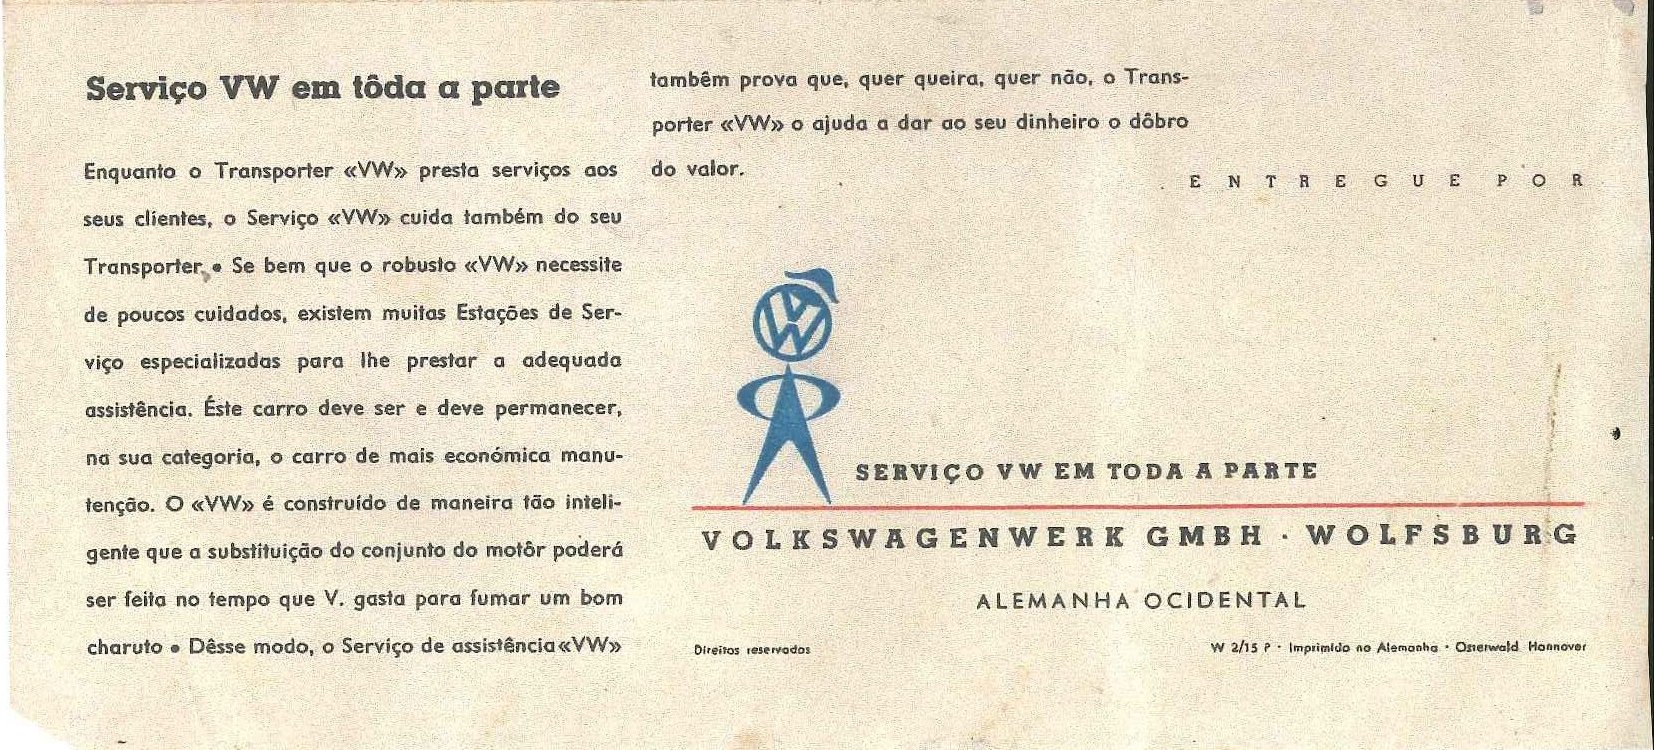 Serviço VW em tôda a parte
Enquanto o Transporter «VW» presta serviços aos
seus clientes, o Serviço «VW» cuida também do seu
Transporter. • Se bem que o robusto «VW» necessite
de poucos cuidados, existem muitas Estações de Ser-
viço especializadas para lhe prestar a adequada
assistência. Éste carro deve ser e deve permanecer,
na sua categoria, o carro de mais económica manu-
tenção. O «VW» é construído de maneira tão inteli-
gente que a substituição do conjunto do motôr poderá
ser feita no tempo que V. gasta para fumar um bom
charuto • Dêsse modo, o Serviço de assistência «VW»
também prova que, quer queira, quer não, o Trans-
porter «VW» o ajuda a dar ao seu dinheiro o dôbro
do valor.
ENTREGUE POR
VW
SERVIÇO VW EM TODA A PARTE
VOLKSWAGENWERK GMBH · WOLFSBURG
ALEMANHA OCIDENTAL
Direitos reservados
W 2/15 P · Imprimido na Alemanha · Osterwald Hannover